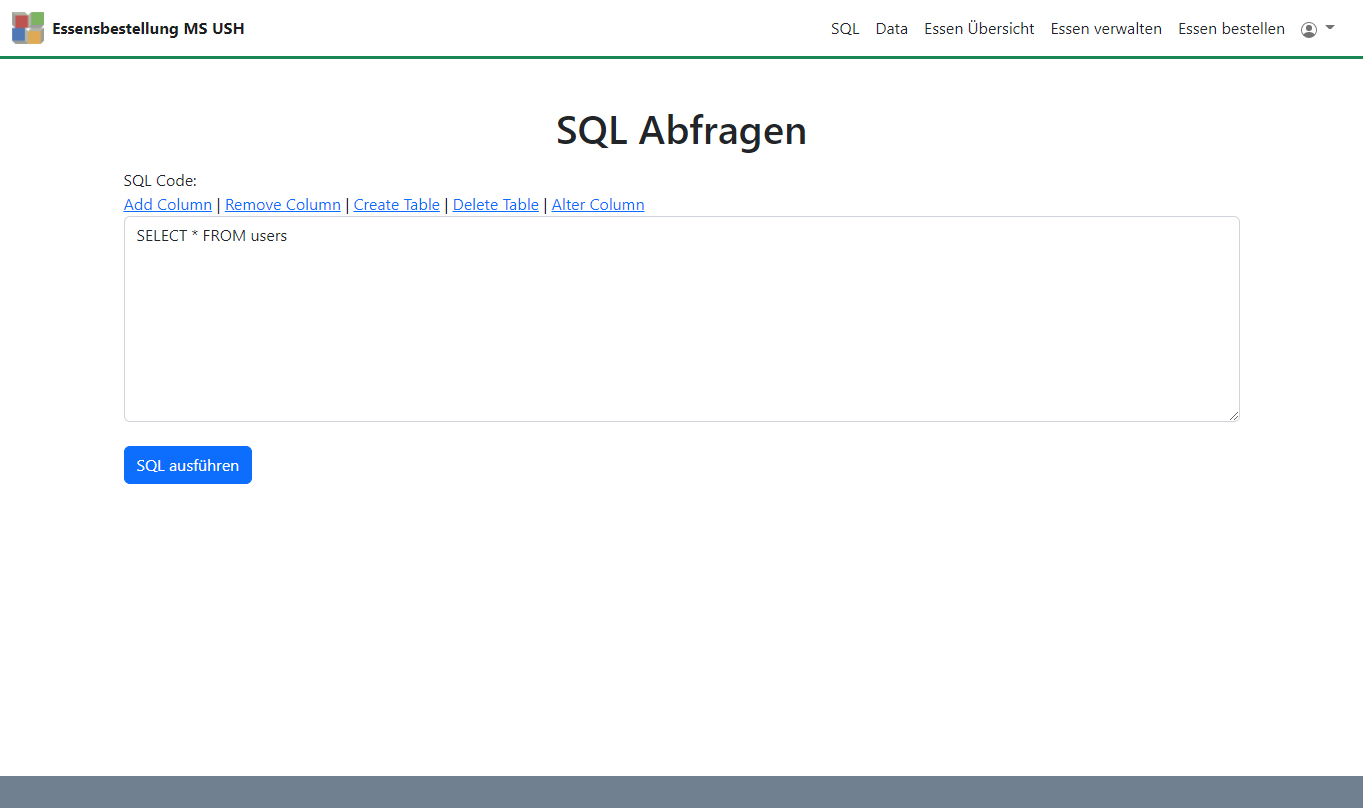 Essensbestellung MS USH
SQL Data Essen Übersicht Essen verwalten Essen bestellen
SQL Abfragen
SQL Code:
Add Column | Remove Column | Create Table | Delete Table | Alter Column
SELECT * FROM users
SQL ausführen